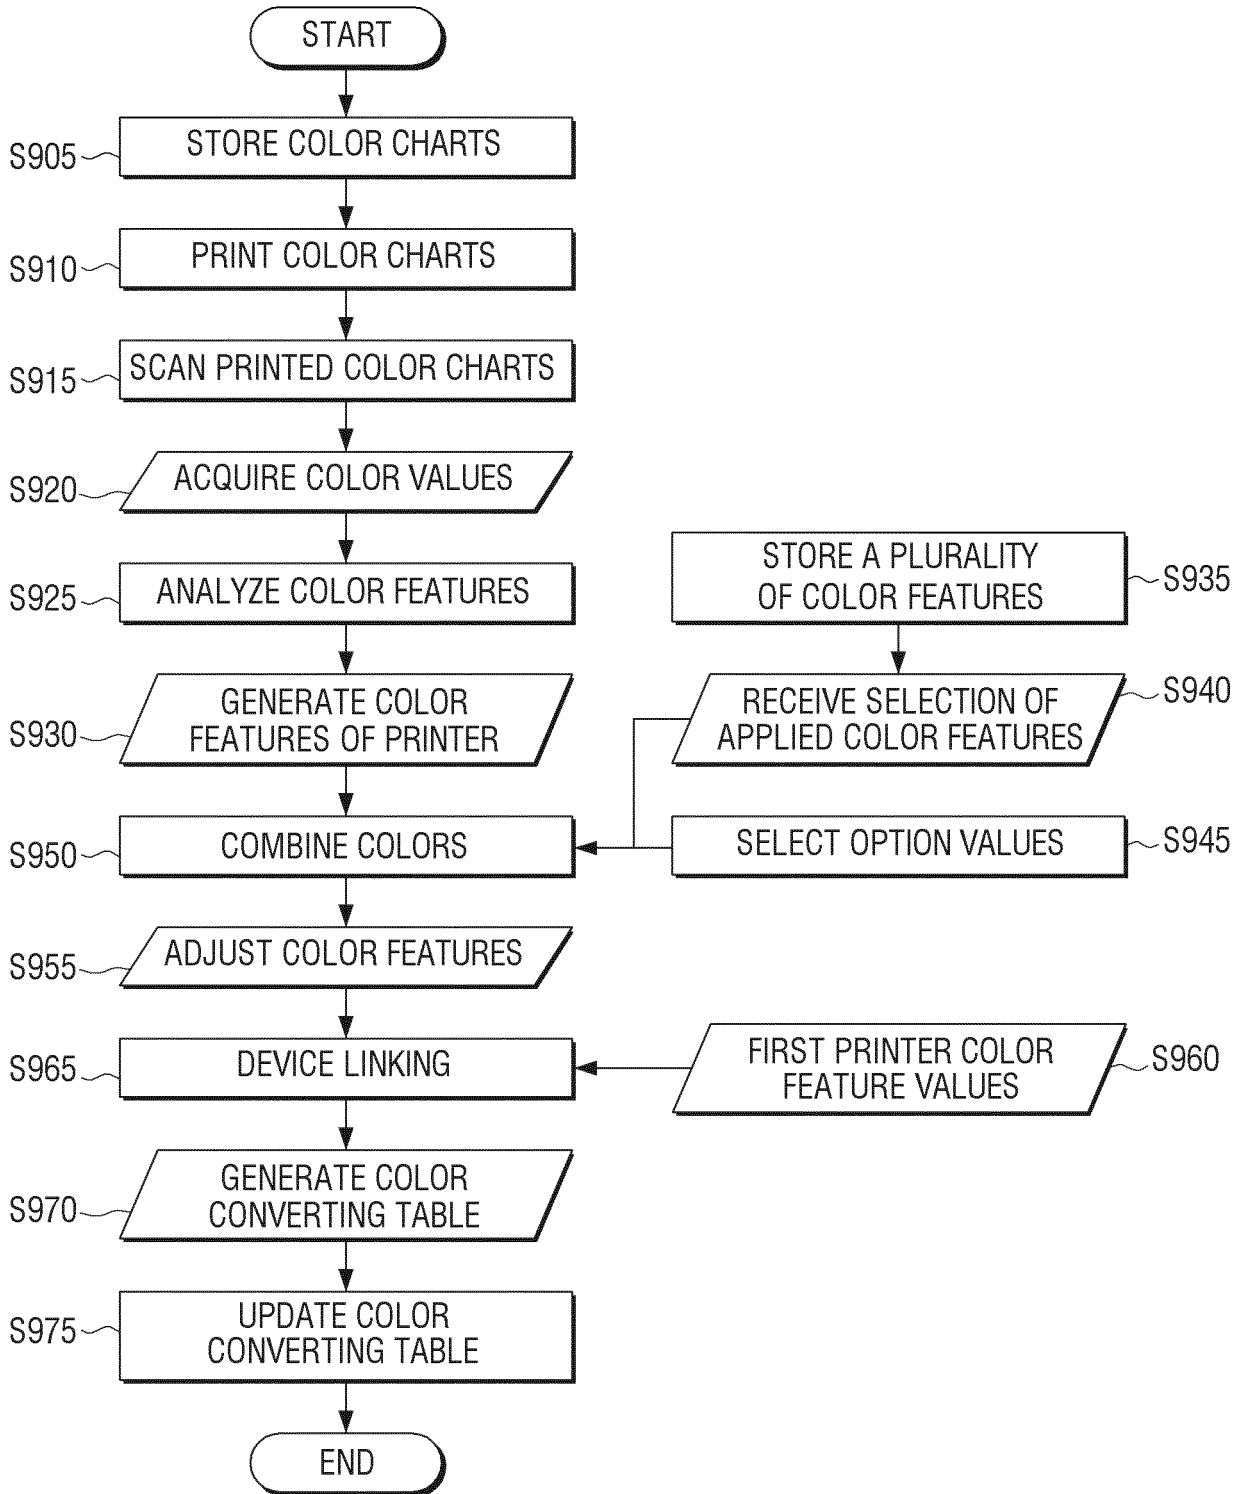 START
S905
STORE COLOR CHARTS
S910
PRINT COLOR CHARTS
S915
SCAN PRINTED COLOR CHARTS
S920
ACQUIRE COLOR VALUES
S925
ANALYZE COLOR FEATURES
STORE A PLURALITY
OF COLOR FEATURES
S935
S930
GENERATE COLOR
FEATURES OF PRINTER
RECEIVE SELECTION OF
APPLIED COLOR FEATURES
S940
S950
COMBINE COLORS
SELECT OPTION VALUES
S945
S955
ADJUST COLOR FEATURES
S965
DEVICE LINKING
FIRST PRINTER COLOR
FEATURE VALUES
S960
S970
GENERATE COLOR
CONVERTING TABLE
S975
UPDATE COLOR
CONVERTING TABLE
END